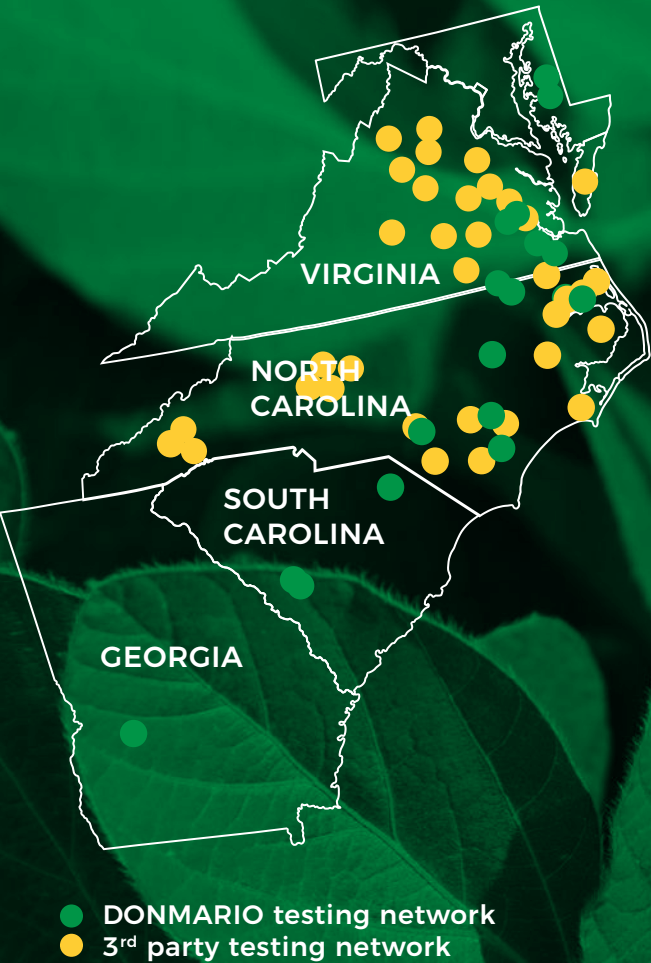 VIRGINIA
NORTH
CAROLINA
SOUTH
CAROLINA
GEORGIA
DONMARIO testing network
3rd party testing network